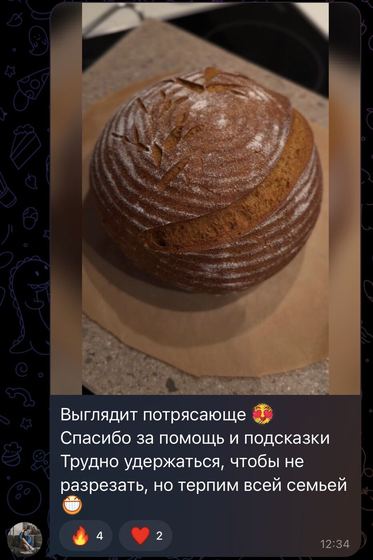 Выглядит потрясающе 🥰
Спасибо за помощь и подсказки
Трудно удержаться, чтобы не
разрезать, но терпим всей семьей
😁
🔥 4 ❤️ 2
12:34